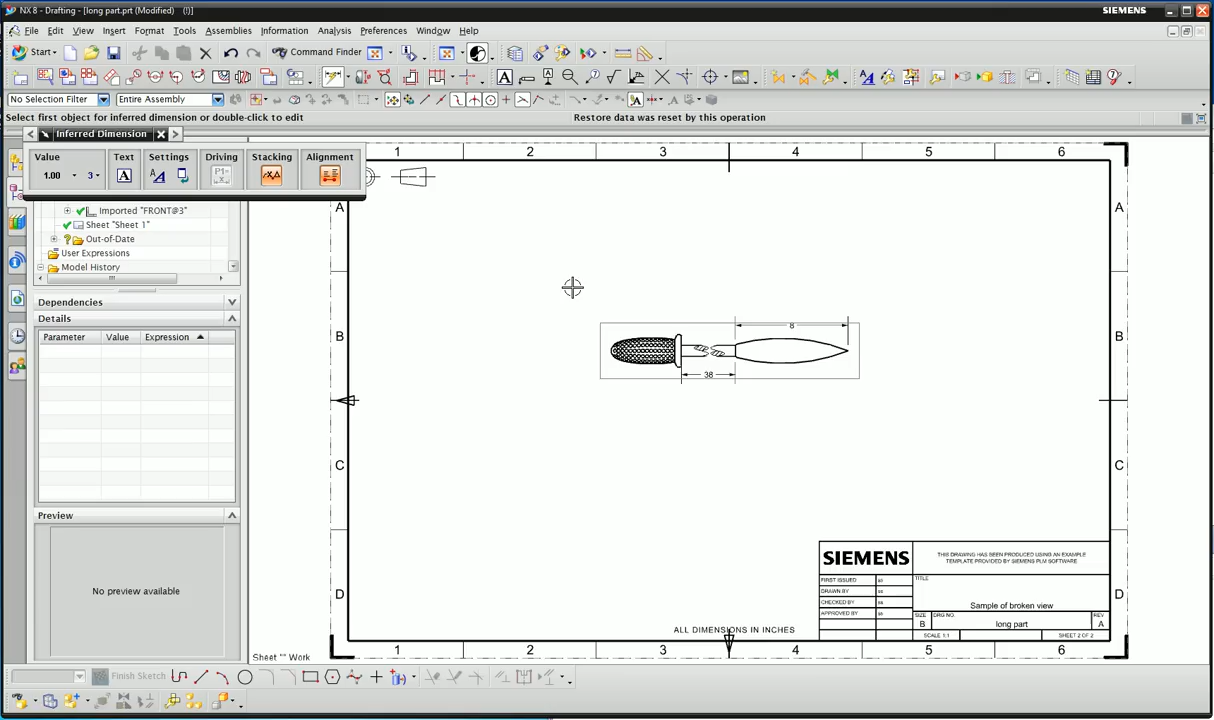 NX 8 - Drafting - [long part.prt (Modified)   (!)]
SIEMENS
File Edit View Insert Format Tools Assemblies Information Analysis Preferences Window Help
Start Command Finder
No Selection Filter Entire Assembly
Select first object for inferred dimension or double-click to edit
Restore data was reset by this operation
Inferred Dimension
Value Text Settings Driving Stacking Alignment
1.00 3 A
Imported "FRONT@3"
Sheet "Sheet 1"
Out-of-Date
User Expressions
Model History
Dependencies
Details
Parameter Value Expression
Preview
No preview available
1 2 3 4 5 6
A A
B B
C C
D D
8
38
SIEMENS
THIS DRAWING HAS BEEN PRODUCED USING AN EXAMPLE
TEMPLATE PROVIDED BY SIEMENS PLM SOFTWARE
FIRST ISSUED
DRAWN BY
CHECKED BY
APPROVED BY
TITLE
Sample of broken view
SIZE DRG NO. REV
B long part A
SCALE 1:1 SHEET 2 OF 2
ALL DIMENSIONS IN INCHES
1 2 3 4 5 6
Sheet "" Work
Finish Sketch